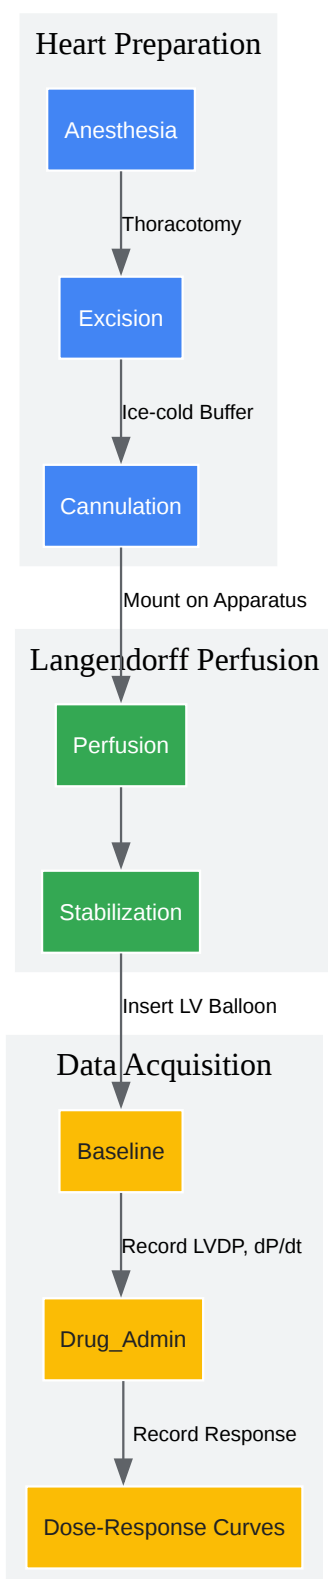 Heart Preparation
Anesthesia
Thoracotomy
Excision
Ice-cold Buffer
Cannulation
Mount on Apparatus
Langendorff Perfusion
Perfusion
Stabilization
Insert LV Balloon
Data Acquisition
Baseline
Record LVDP, dP/dt
Drug_Admin
Record Response
Dose-Response Curves